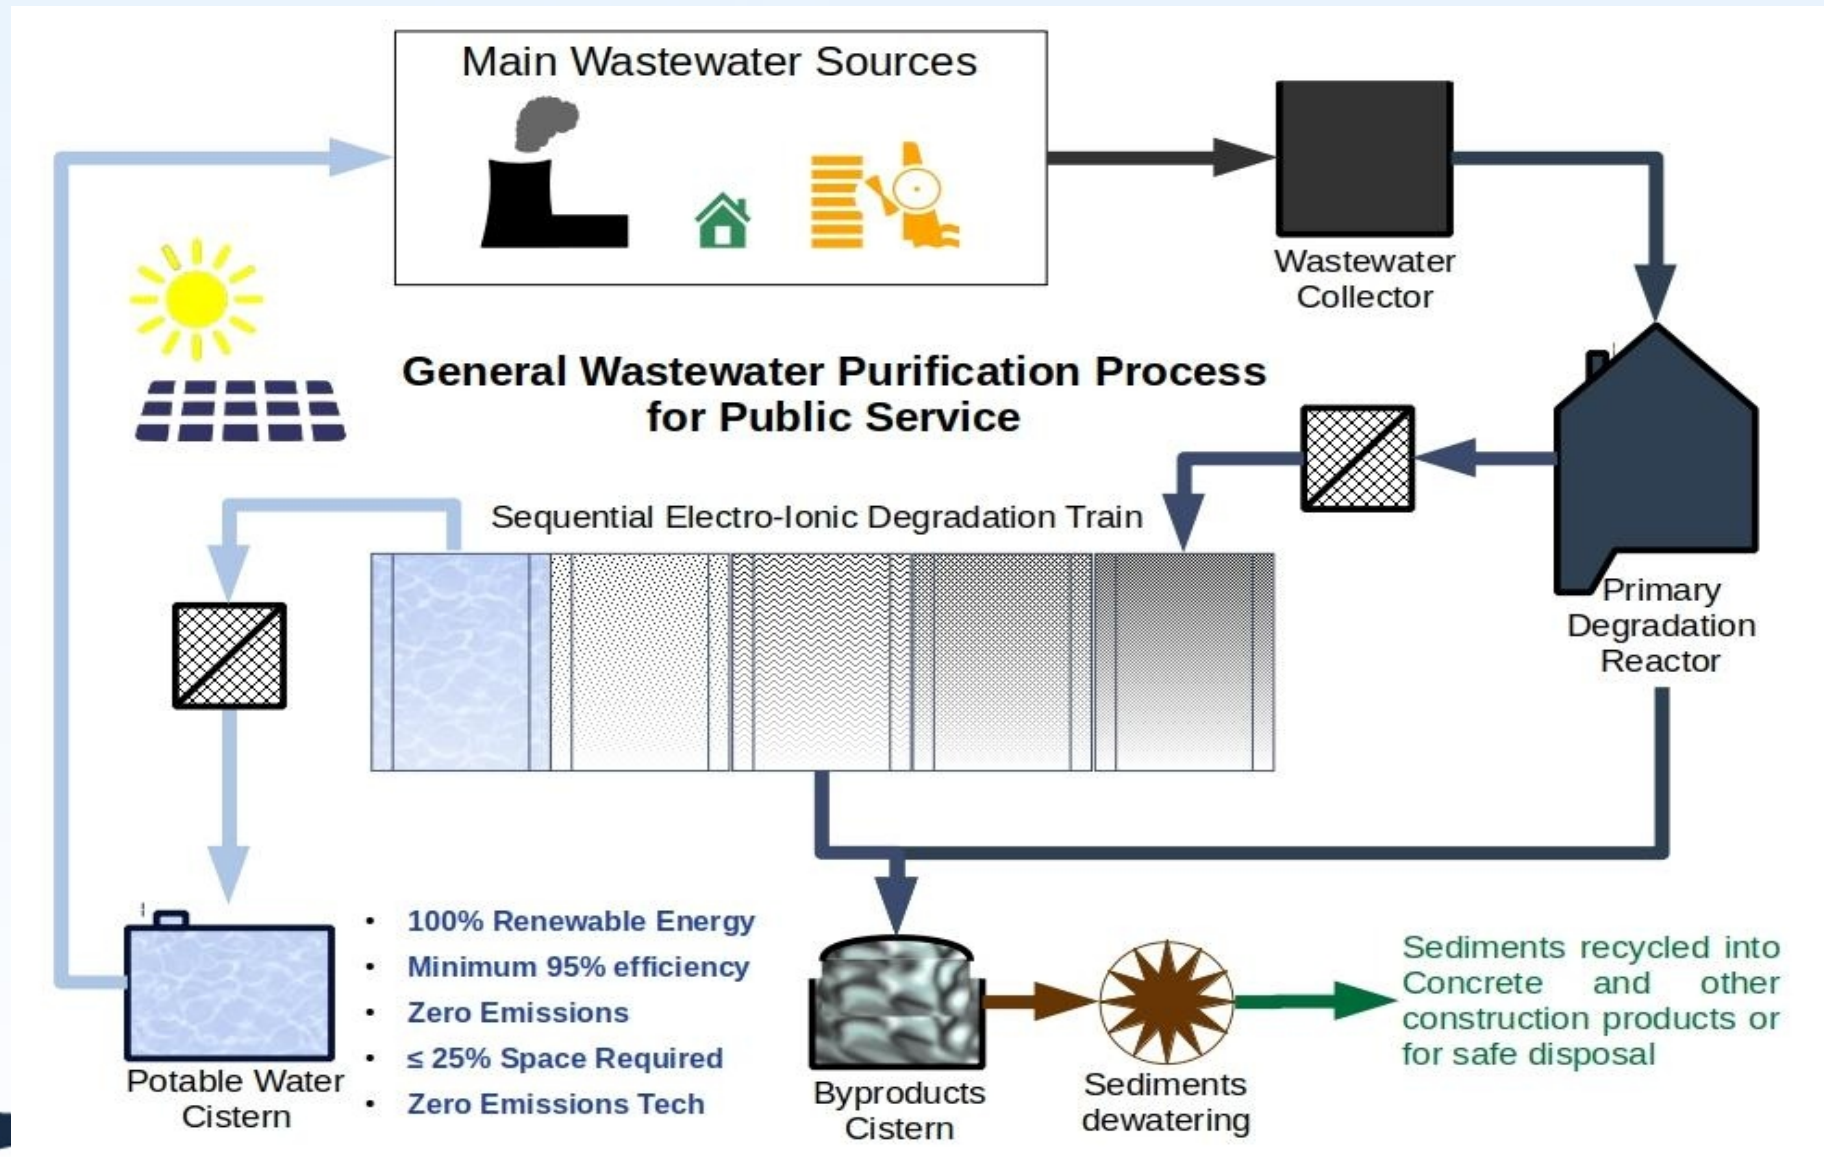 Main Wastewater Sources
Wastewater
Collector
General Wastewater Purification Process
for Public Service
Sequential Electro-Ionic Degradation Train
Primary
Degradation
Reactor
Potable Water
Cistern
• 100% Renewable Energy
• Minimum 95% efficiency
• Zero Emissions
• ≤ 25% Space Required
• Zero Emissions Tech
Byproducts
Cistern
Sediments
dewatering
Sediments recycled into
Concrete and other
construction products or
for safe disposal